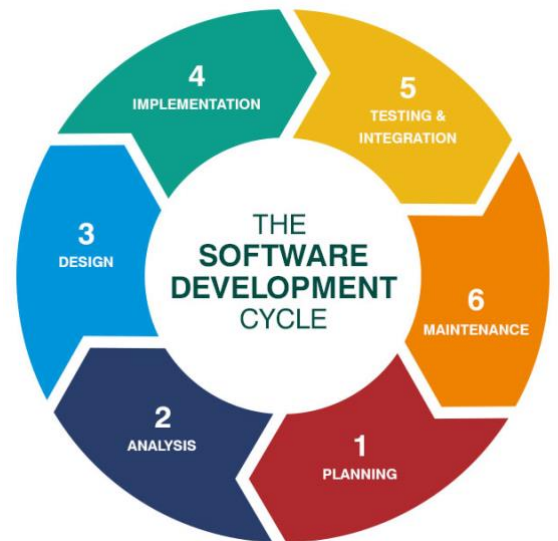 THE
SOFTWARE
DEVELOPMENT
CYCLE
1
PLANNING
2
ANALYSIS
3
DESIGN
4
IMPLEMENTATION
5
TESTING &
INTEGRATION
6
MAINTENANCE